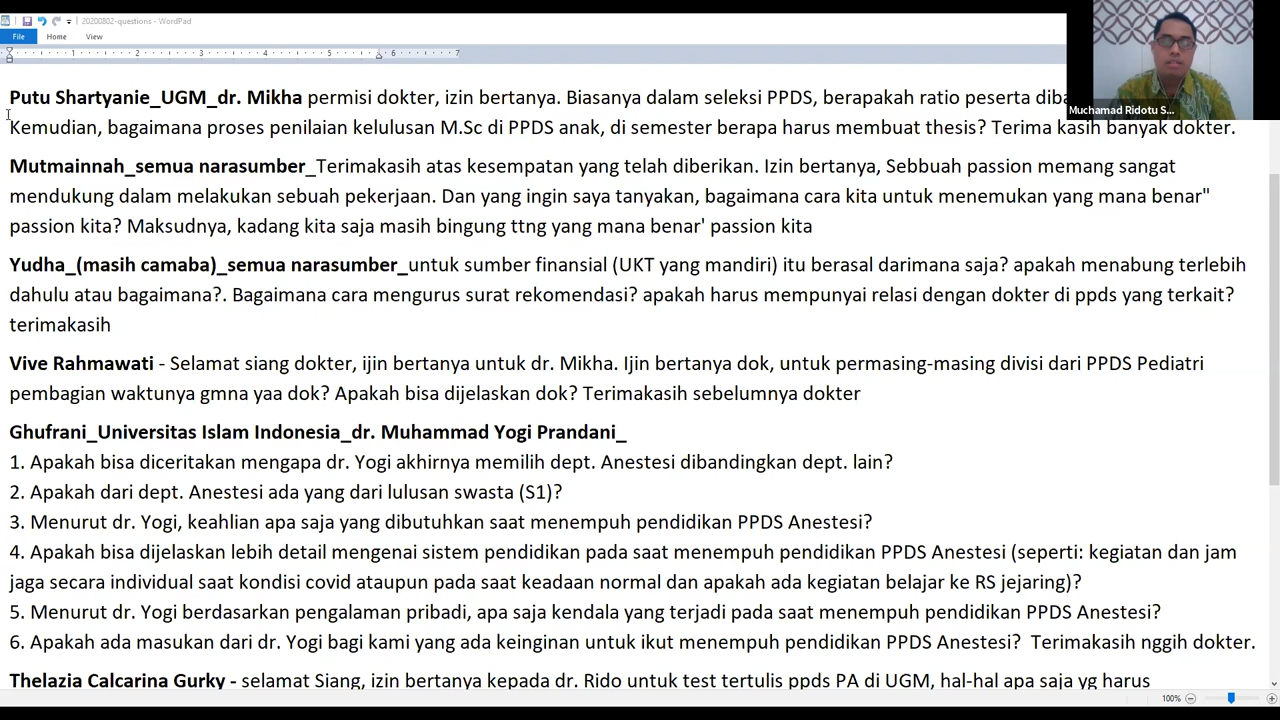 20200802-questions - WordPad
File Home View
1 2 3 4 5 6 7
Putu Shartyanie_UGM_dr. Mikha permisi dokter, izin bertanya. Biasanya dalam seleksi PPDS, berapakah ratio peserta
Muchamad Ridotu S...
Kemudian, bagaimana proses penilaian kelulusan M.Sc di PPDS anak, di semester berapa harus membuat thesis? Terima kasih banyak dokter.
Mutmainnah_semua narasumber_Terimakasih atas kesempatan yang telah diberikan. Izin bertanya, Sebbuah passion memang sangat
mendukung dalam melakukan sebuah pekerjaan. Dan yang ingin saya tanyakan, bagaimana cara kita untuk menemukan yang mana benar"
passion kita? Maksudnya, kadang kita saja masih bingung ttng yang mana benar' passion kita
Yudha_(masih camaba)_semua narasumber_untuk sumber finansial (UKT yang mandiri) itu berasal darimana saja? apakah menabung terlebih
dahulu atau bagaimana?. Bagaimana cara mengurus surat rekomendasi? apakah harus mempunyai relasi dengan dokter di ppds yang terkait?
terimakasih
Vive Rahmawati - Selamat siang dokter, ijin bertanya untuk dr. Mikha. Ijin bertanya dok, untuk permasing-masing divisi dari PPDS Pediatri
pembagian waktunya gmna yaa dok? Apakah bisa dijelaskan dok? Terimakasih sebelumnya dokter
Ghufrani_Universitas Islam Indonesia_dr. Muhammad Yogi Prandani_
1. Apakah bisa diceritakan mengapa dr. Yogi akhirnya memilih dept. Anestesi dibandingkan dept. lain?
2. Apakah dari dept. Anestesi ada yang dari lulusan swasta (S1)?
3. Menurut dr. Yogi, keahlian apa saja yang dibutuhkan saat menempuh pendidikan PPDS Anestesi?
4. Apakah bisa dijelaskan lebih detail mengenai sistem pendidikan pada saat menempuh pendidikan PPDS Anestesi (seperti: kegiatan dan jam
jaga secara individual saat kondisi covid ataupun pada saat keadaan normal dan apakah ada kegiatan belajar ke RS jejaring)?
5. Menurut dr. Yogi berdasarkan pengalaman pribadi, apa saja kendala yang terjadi pada saat menempuh pendidikan PPDS Anestesi?
6. Apakah ada masukan dari dr. Yogi bagi kami yang ada keinginan untuk ikut menempuh pendidikan PPDS Anestesi?  Terimakasih nggih dokter.
Thelazia Calcarina Gurky - selamat Siang, izin bertanya kepada dr. Rido untuk test tertulis ppds PA di UGM, hal-hal apa saja yg harus
100%